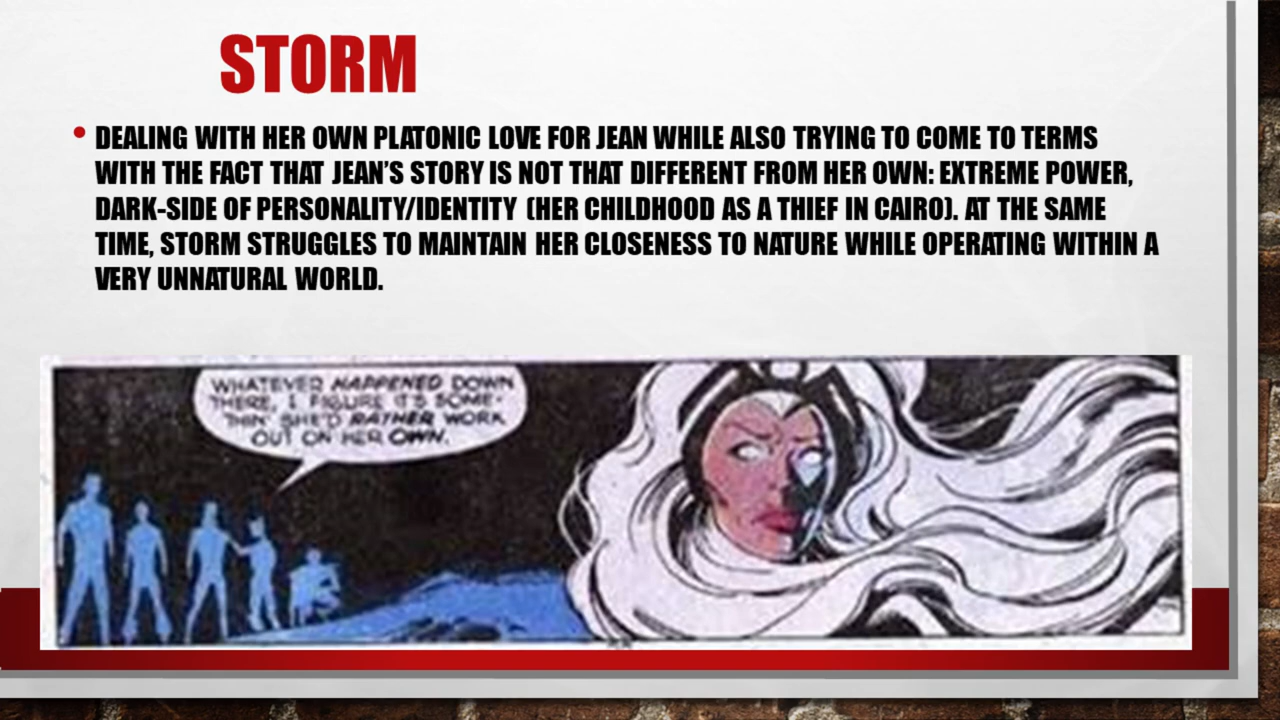 STORM
• DEALING WITH HER OWN PLATONIC LOVE FOR JEAN WHILE ALSO TRYING TO COME TO TERMS
WITH THE FACT THAT JEAN'S STORY IS NOT THAT DIFFERENT FROM HER OWN: EXTREME POWER,
DARK-SIDE OF PERSONALITY/IDENTITY (HER CHILDHOOD AS A THIEF IN CAIRO). AT THE SAME
TIME, STORM STRUGGLES TO MAINTAIN HER CLOSENESS TO NATURE WHILE OPERATING WITHIN A
VERY UNNATURAL WORLD.
WHATEVER HAPPENED DOWN
THERE, I FIGURE IT'S SOME-
THIN' SHE'D RATHER WORK
OUT ON HER OWN.